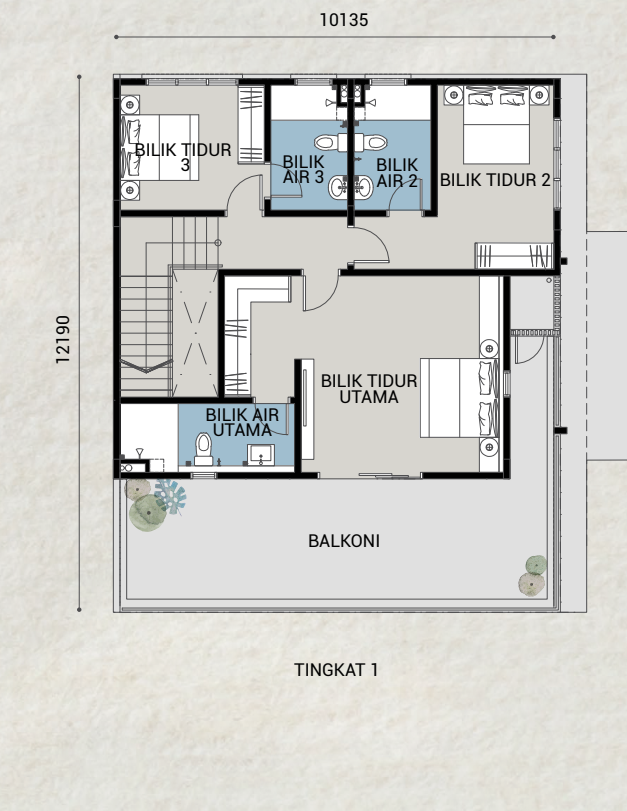 10135
BILIK TIDUR
3
BILIK
AIR 3
BILIK
AIR 2
BILIK TIDUR 2
12190
BILIK TIDUR
UTAMA
BILIK AIR
UTAMA
BALKONI
TINGKAT 1